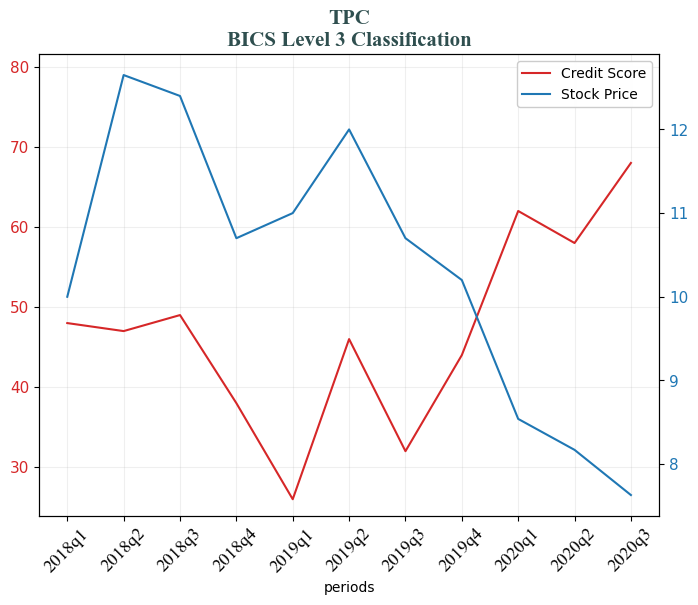 TPC
BICS Level 3 Classification
Credit Score
Stock Price
80
70
60
50
40
30
12
11
10
9
8
2018q1
2018q2
2018q3
2018q4
2019q1
2019q2
2019q3
2019q4
2020q1
2020q2
2020q3
periods